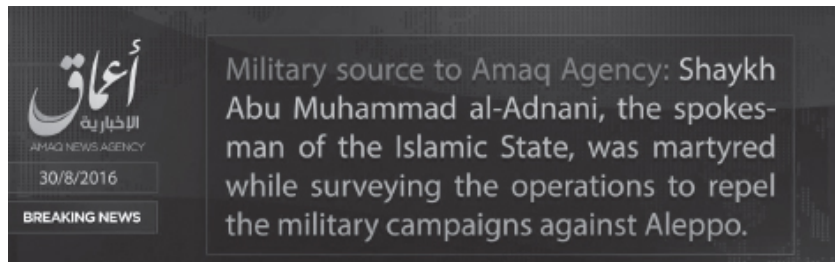 أعماق
الإخبارية
AMAQ NEWS AGENCY
30/8/2016
BREAKING NEWS
Military source to Amaq Agency: Shaykh
Abu Muhammad al-Adnani, the spokes-
man of the Islamic State, was martyred
while surveying the operations to repel
the military campaigns against Aleppo.